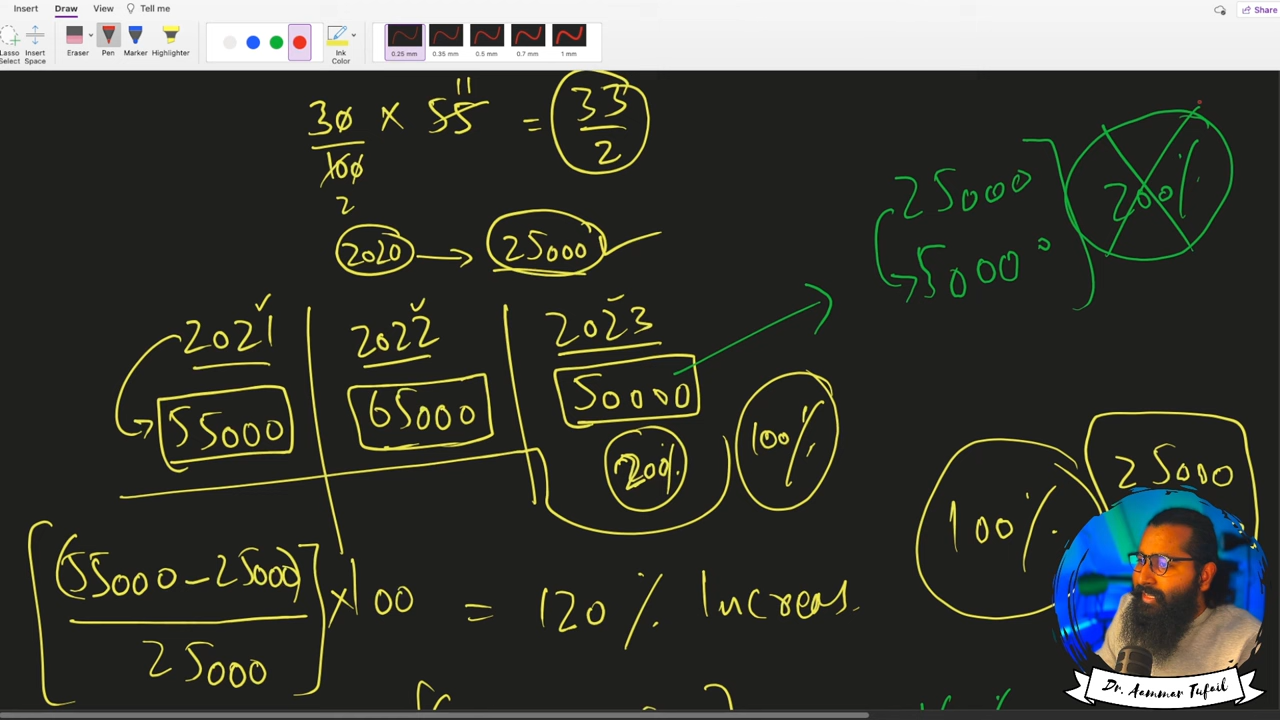 Insert Draw View Tell me
Share
Lasso Select
Insert Space
Eraser
Pen
Marker
Highlighter
Ink Color
0.25 mm
0.35 mm
0.5 mm
0.7 mm
1 mm
11
30/100 × 55 = 33/2
2
2020 → 25000
25000
50000
200%
2021 2022 2023
55000 65000 50000
200%
100%
100%
25000
[(55000 - 25000)/25000] × 100 = 120% Increas.
Dr. Aammar Tufail